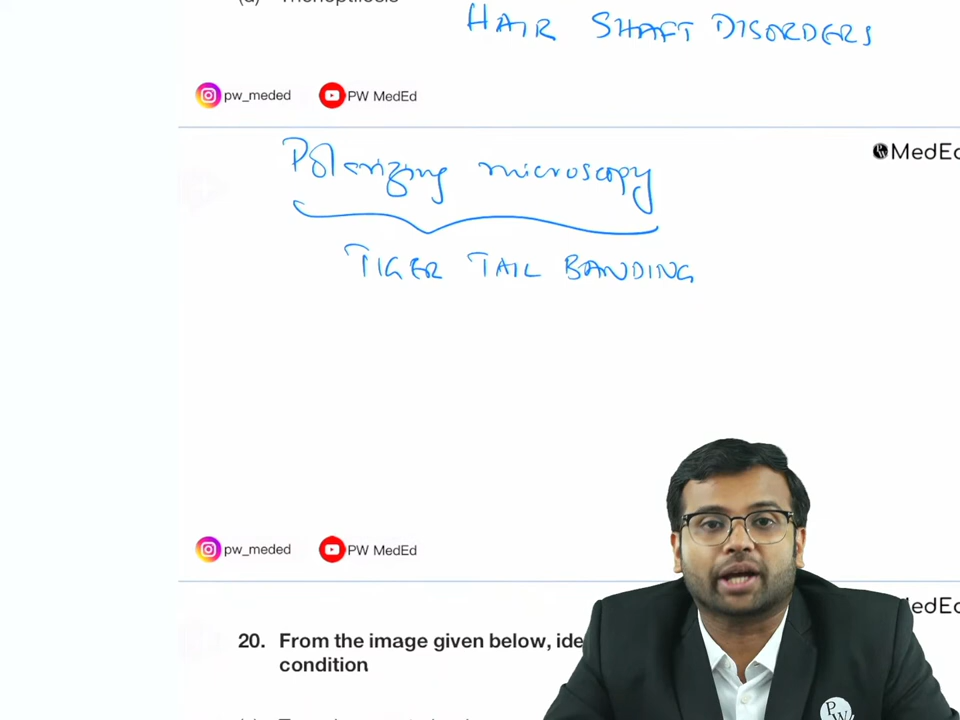 HAIR SHAFT DISORDERS
pw_meded PW MedEd
MedEd
Polarizing microscopy
TIGER TAIL BANDING
pw_meded PW MedEd
20. From the image given below, ide
condition
PW